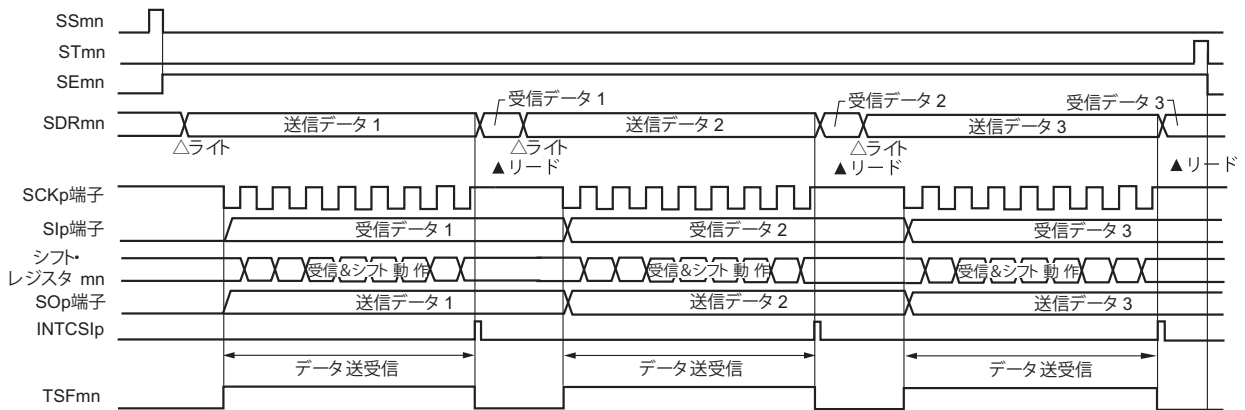 SSmn
STmn
SEmn
受信データ 1
受信データ 2
受信データ 3
SDRmn
送信データ 1
送信データ 2
送信データ 3
△ライト
△ライト
△ライト
▲リード
▲リード
▲リード
SCKp端子
SIp端子
受信データ 1
受信データ 2
受信データ 3
シフト・
レジスタ mn
受信&シフト動作
受信&シフト動作
受信&シフト動作
SOp端子
送信データ 1
送信データ 2
送信データ 3
INTCSIp
データ送受信
データ送受信
データ送受信
TSFmn